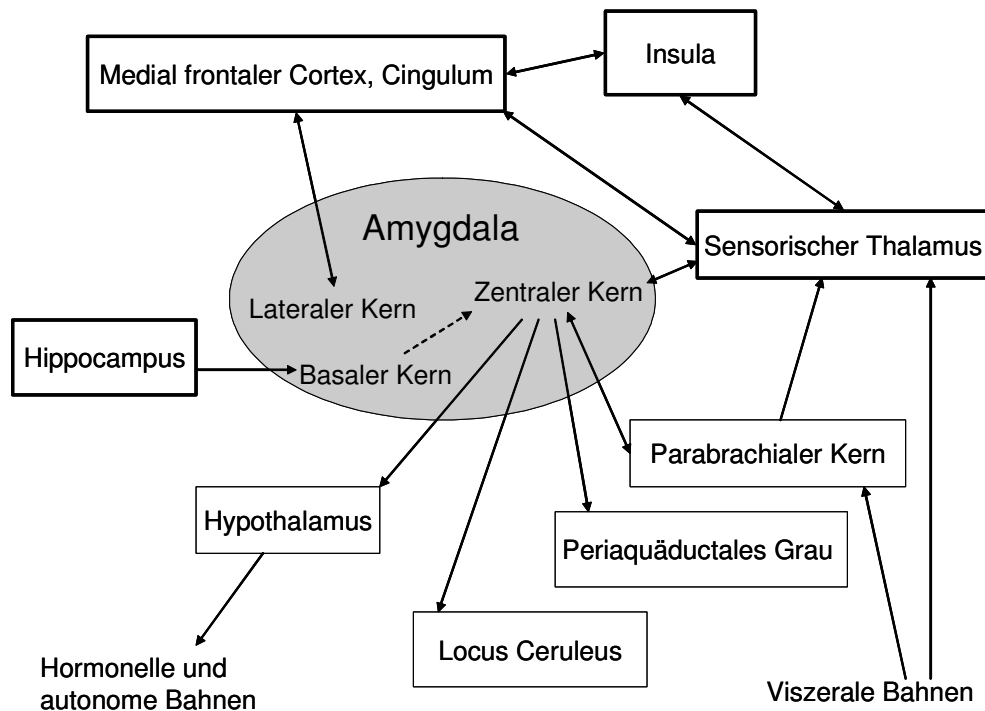 Insula
Medial frontaler Cortex, Cingulum
Amygdala
Sensorischer Thalamus
Zentraler Kern
Lateraler Kern
Hippocampus
Basaler Kern
Parabrachialer Kern
Hypothalamus
Periaquäductales Grau
Locus Ceruleus
Hormonelle und
autonome Bahnen
Viszerale Bahnen